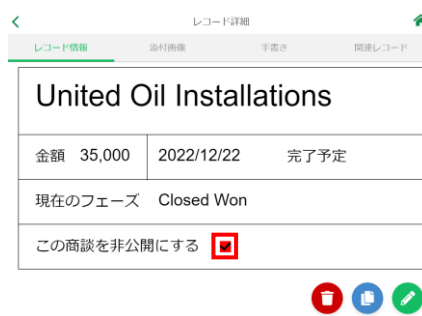 レコード詳細
レコード情報 添付画像 手書き 関連レコード
United Oil Installations
金額 35,000 2022/12/22 完了予定
現在のフェーズ Closed Won
この商談を非公開にする